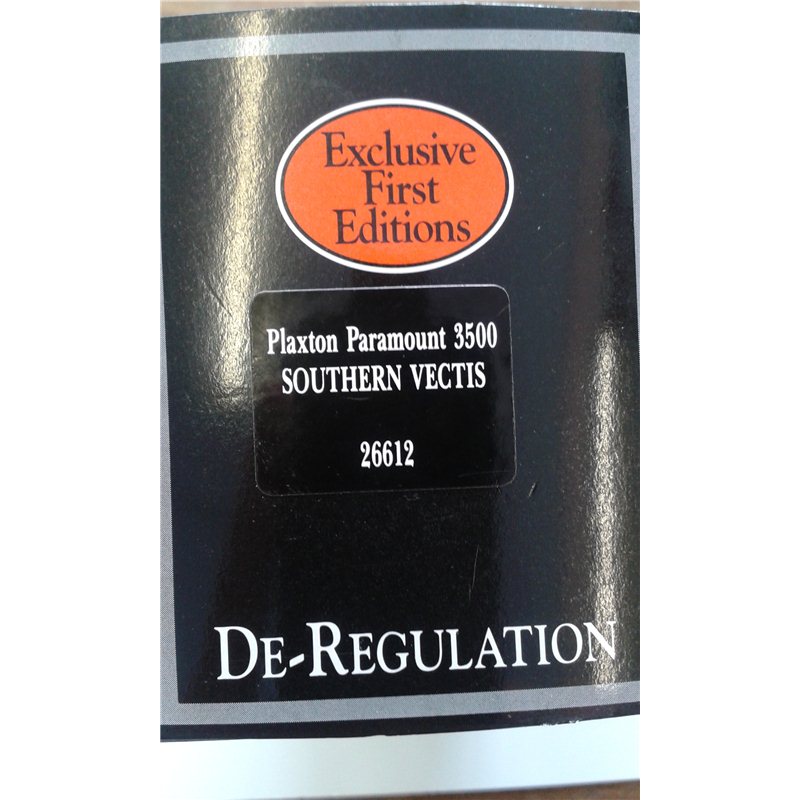 Exclusive
First
Editions
Plaxton Paramount 3500
SOUTHERN VECTIS
26612
DE-REGULATION